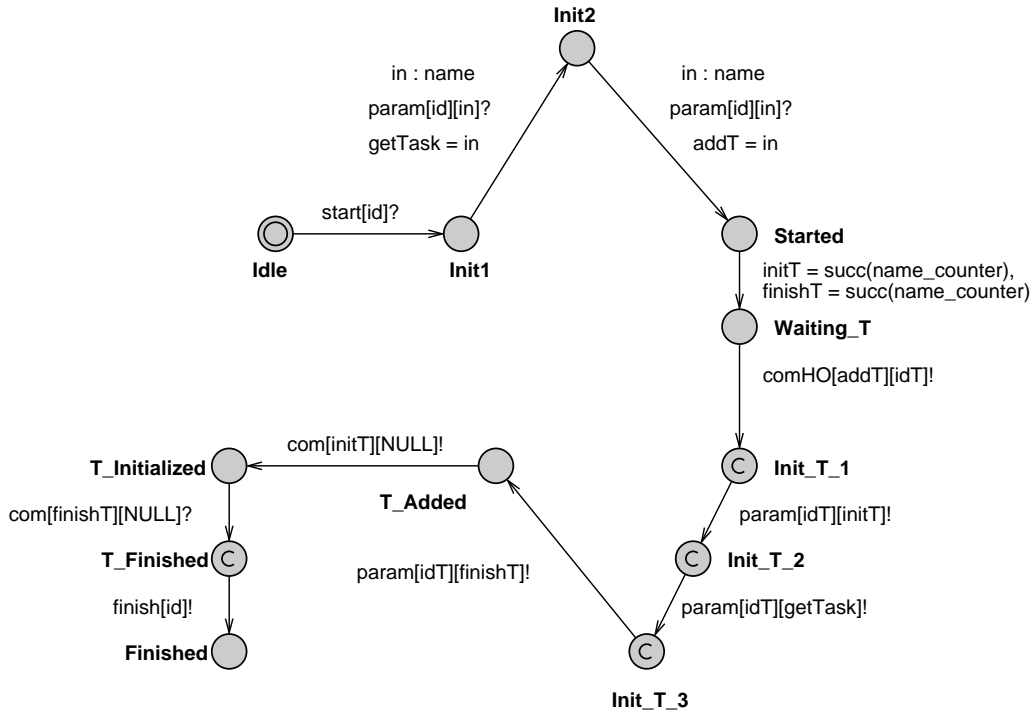 Init2
in : name
param[id][in]?
getTask = in
in : name
param[id][in]?
addT = in
start[id]?
Idle
Init1
Started
initT = succ(name_counter),
finishT = succ(name_counter)
Waiting_T
comHO[addT][idT]!
com[initT][NULL]!
T_Initialized
T_Added
C
Init_T_1
com[finishT][NULL]?
param[idT][initT]!
T_Finished
C
C
Init_T_2
param[idT][finishT]!
finish[id]!
param[idT][getTask]!
Finished
C
Init_T_3